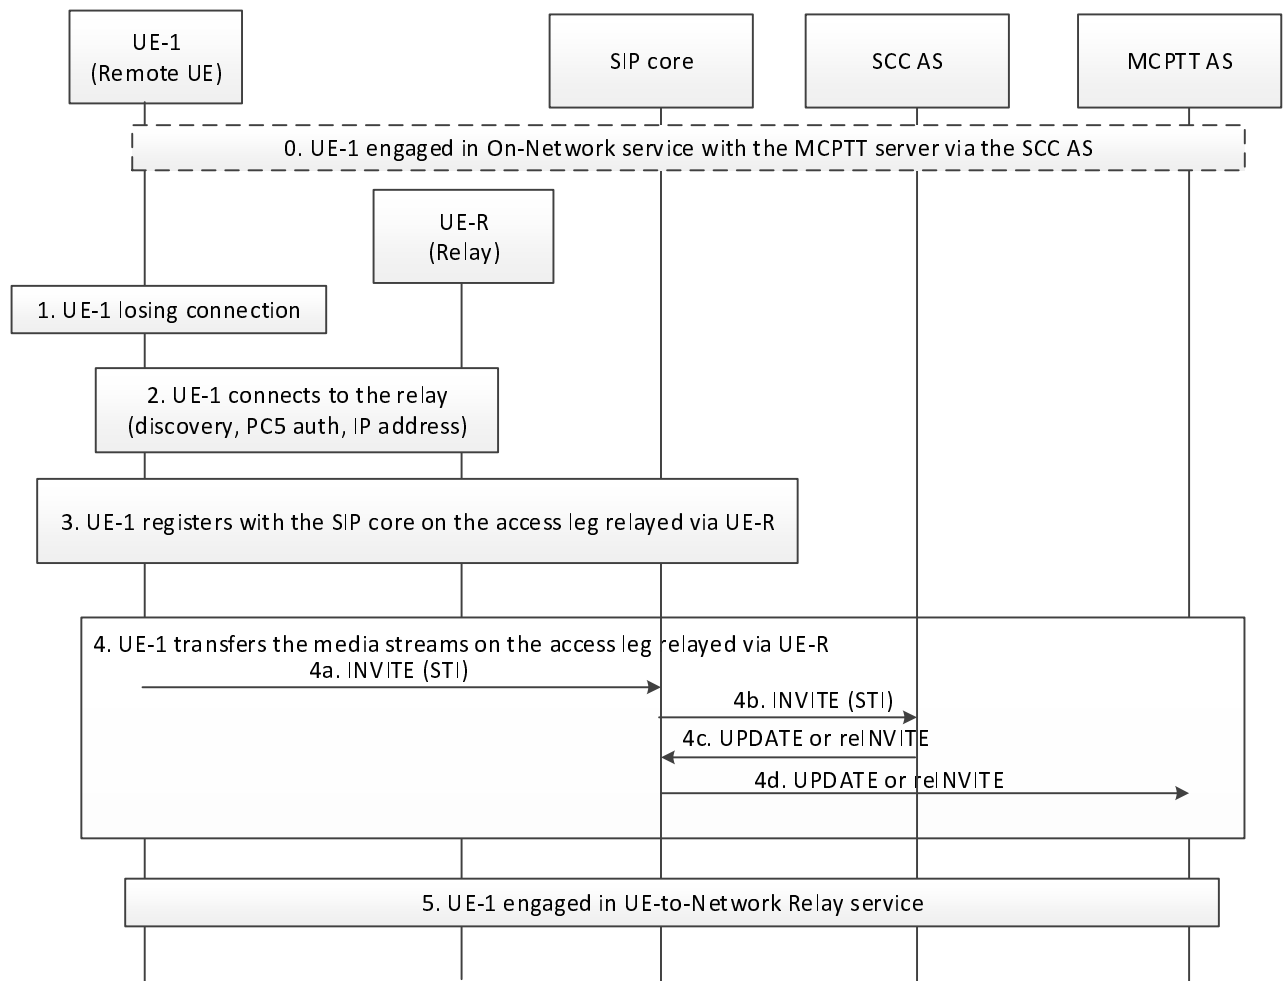 UE-1
(Remote UE)
SIP core
SCC AS
MCPTT AS
0. UE-1 engaged in On-Network service with the MCPTT server via the SCC AS
UE-R
(Relay)
1. UE-1 losing connection
2. UE-1 connects to the relay
(discovery, PC5 auth, IP address)
3. UE-1 registers with the SIP core on the access leg relayed via UE-R
4. UE-1 transfers the media streams on the access leg relayed via UE-R
4a. INVITE (STI)
4b. INVITE (STI)
4c. UPDATE or reINVITE
4d. UPDATE or reINVITE
5. UE-1 engaged in UE-to-Network Relay service